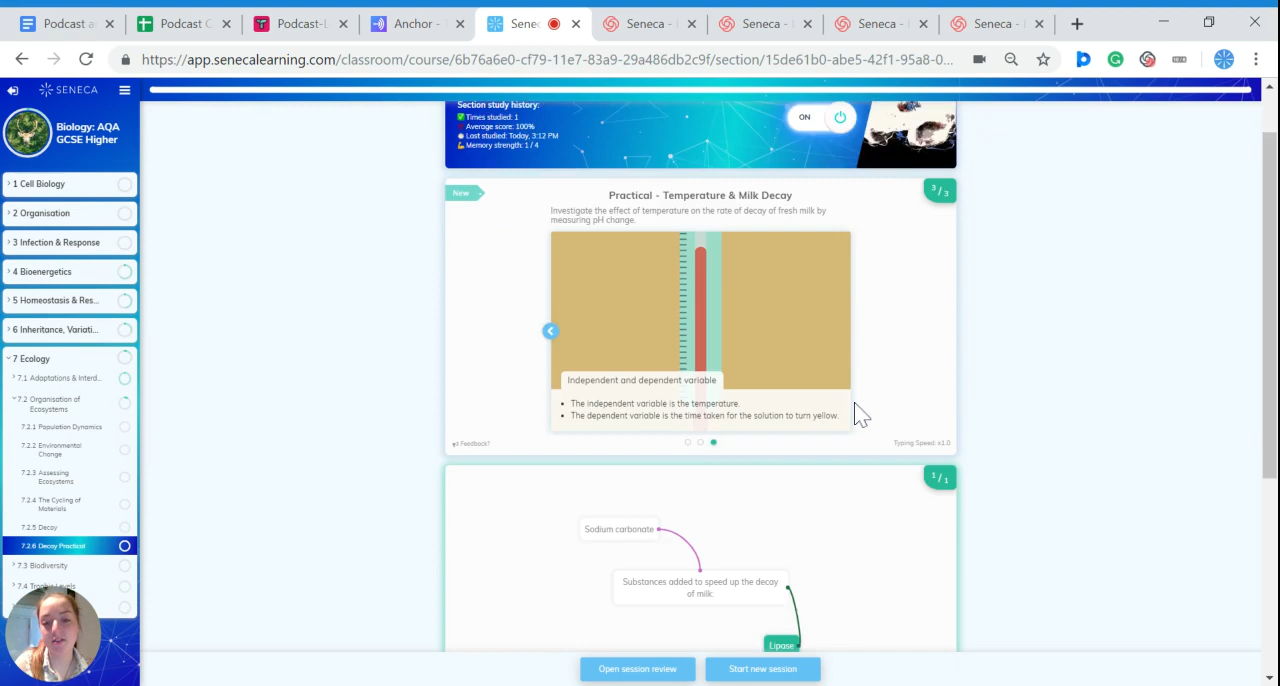 Podcast a
Podcast C
Podcast-L
Anchor -
Senec
Seneca -
Seneca -
Seneca -
Seneca -
https://app.senecalearning.com/classroom/course/6b76a6e0-cf79-11e7-83a9-29a486db2c9f/section/15de61b0-abe5-42f1-95a8-0...
SENECA
Biology: AQA
GCSE Higher
1 Cell Biology
2 Organisation
3 Infection & Response
4 Bioenergetics
5 Homeostasis & Res...
6 Inheritance, Variati...
7 Ecology
7.1 Adaptations & Interd...
7.2 Organisation of
Ecosystems
7.2.1 Population Dynamics
7.2.2 Environmental
Change
7.2.3 Assessing
Ecosystems
7.2.4 The Cycling of
Materials
7.2.5 Decay
7.2.6 Decay Practical
7.3 Biodiversity
7.4 Trophic Levels
Section study history:
Times studied: 1
Average score: 100%
Last studied: Today, 3:12 PM
Memory strength: 1 / 4
ON
New
Practical - Temperature & Milk Decay
3 / 3
Investigate the effect of temperature on the rate of decay of fresh milk by
measuring pH change.
Independent and dependent variable
• The independent variable is the temperature.
• The dependent variable is the time taken for the solution to turn yellow.
Feedback?
Typing Speed: x1.0
1 / 1
Sodium carbonate
Substances added to speed up the decay
of milk:
Lipase
Open session review
Start new session